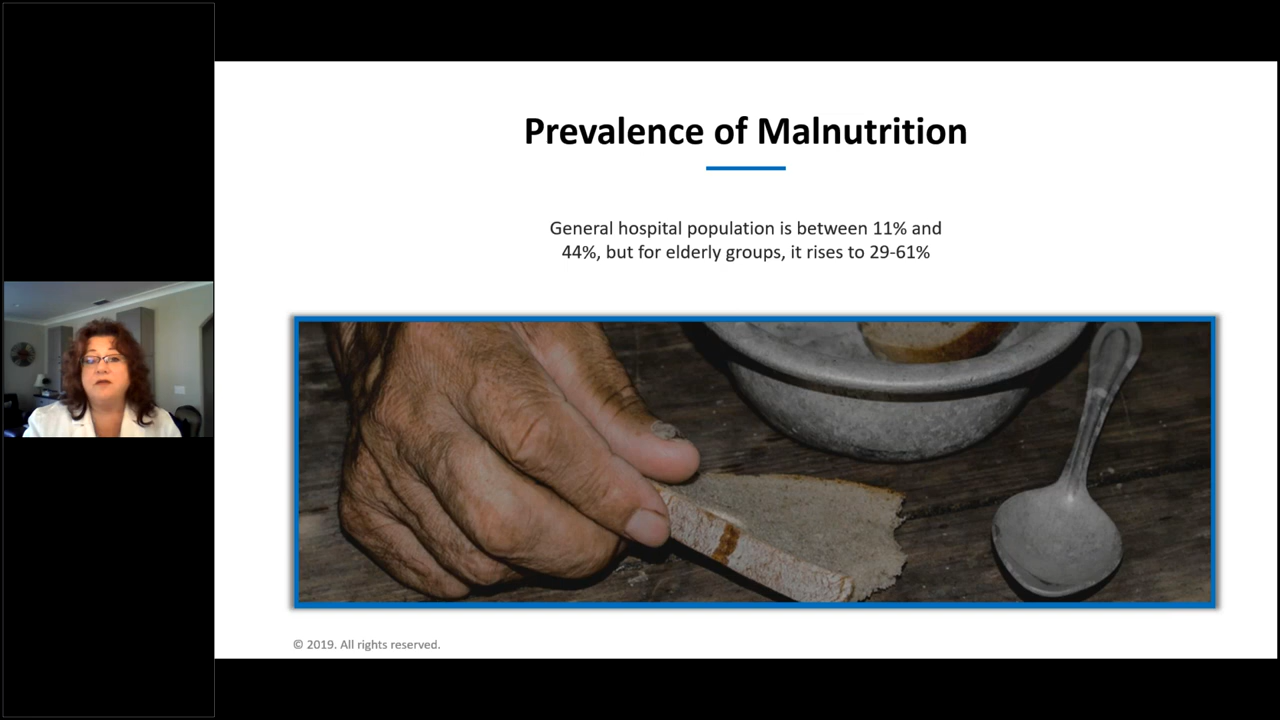 Prevalence of Malnutrition
General hospital population is between 11% and
44%, but for elderly groups, it rises to 29-61%
© 2019. All rights reserved.